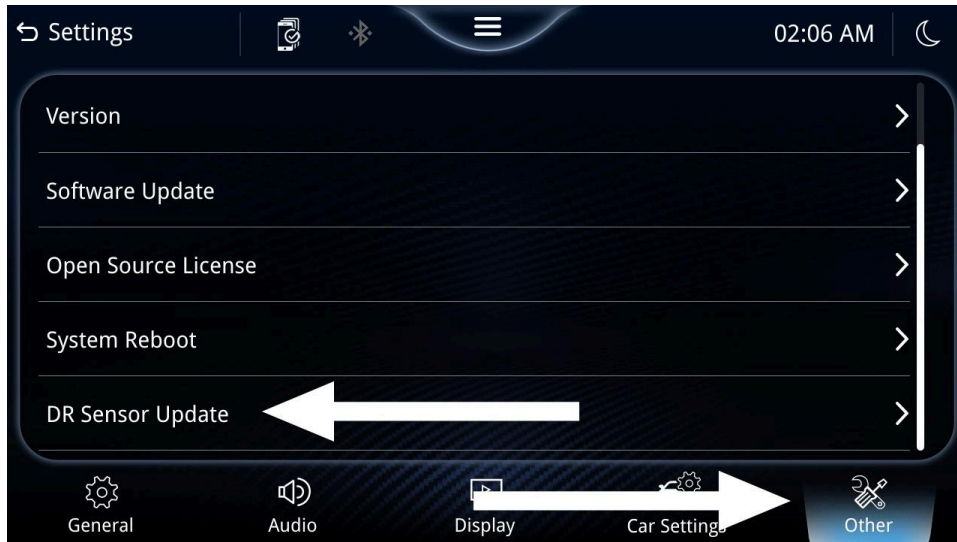 Settings
02:06 AM
Version
Software Update
Open Source License
System Reboot
DR Sensor Update
General
Audio
Display
Car Settings
Other